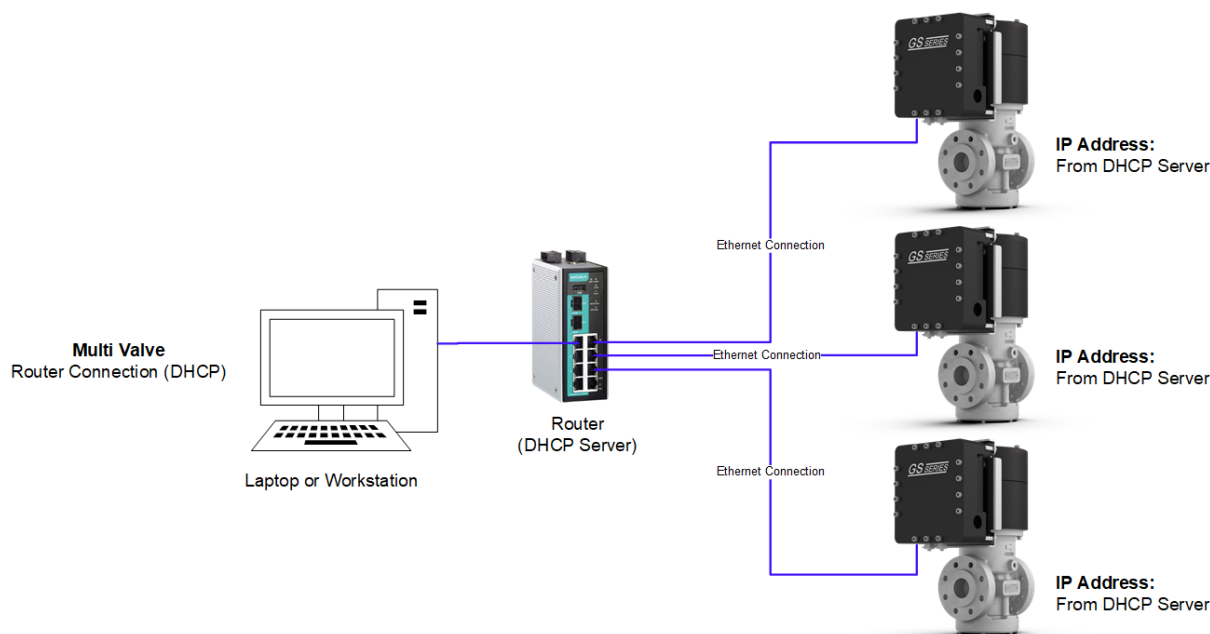 GS SERIES
IP Address:
From DHCP Server
Ethernet Connection
GS SERIES
Multi Valve
Router Connection (DHCP)
Ethernet Connection
IP Address:
From DHCP Server
Router
(DHCP Server)
Laptop or Workstation
Ethernet Connection
GS SERIES
IP Address:
From DHCP Server